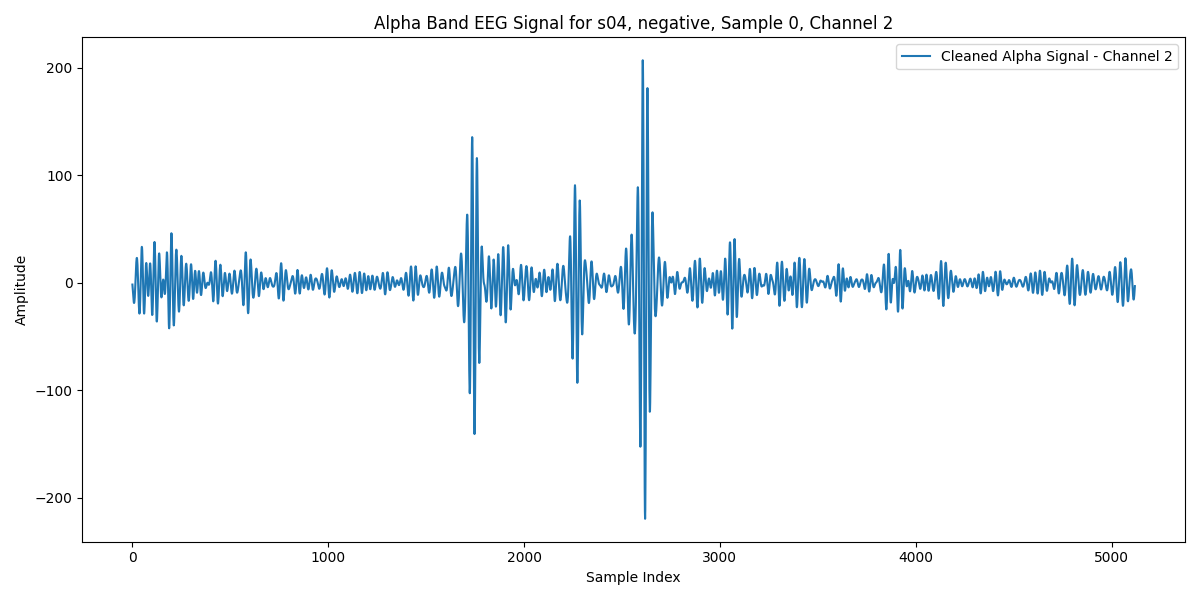 Alpha Band EEG Signal for s04, negative, Sample 0, Channel 2
Cleaned Alpha Signal - Channel 2
200
100
0
−100
−200
Amplitude
0 1000 2000 3000 4000 5000
Sample Index